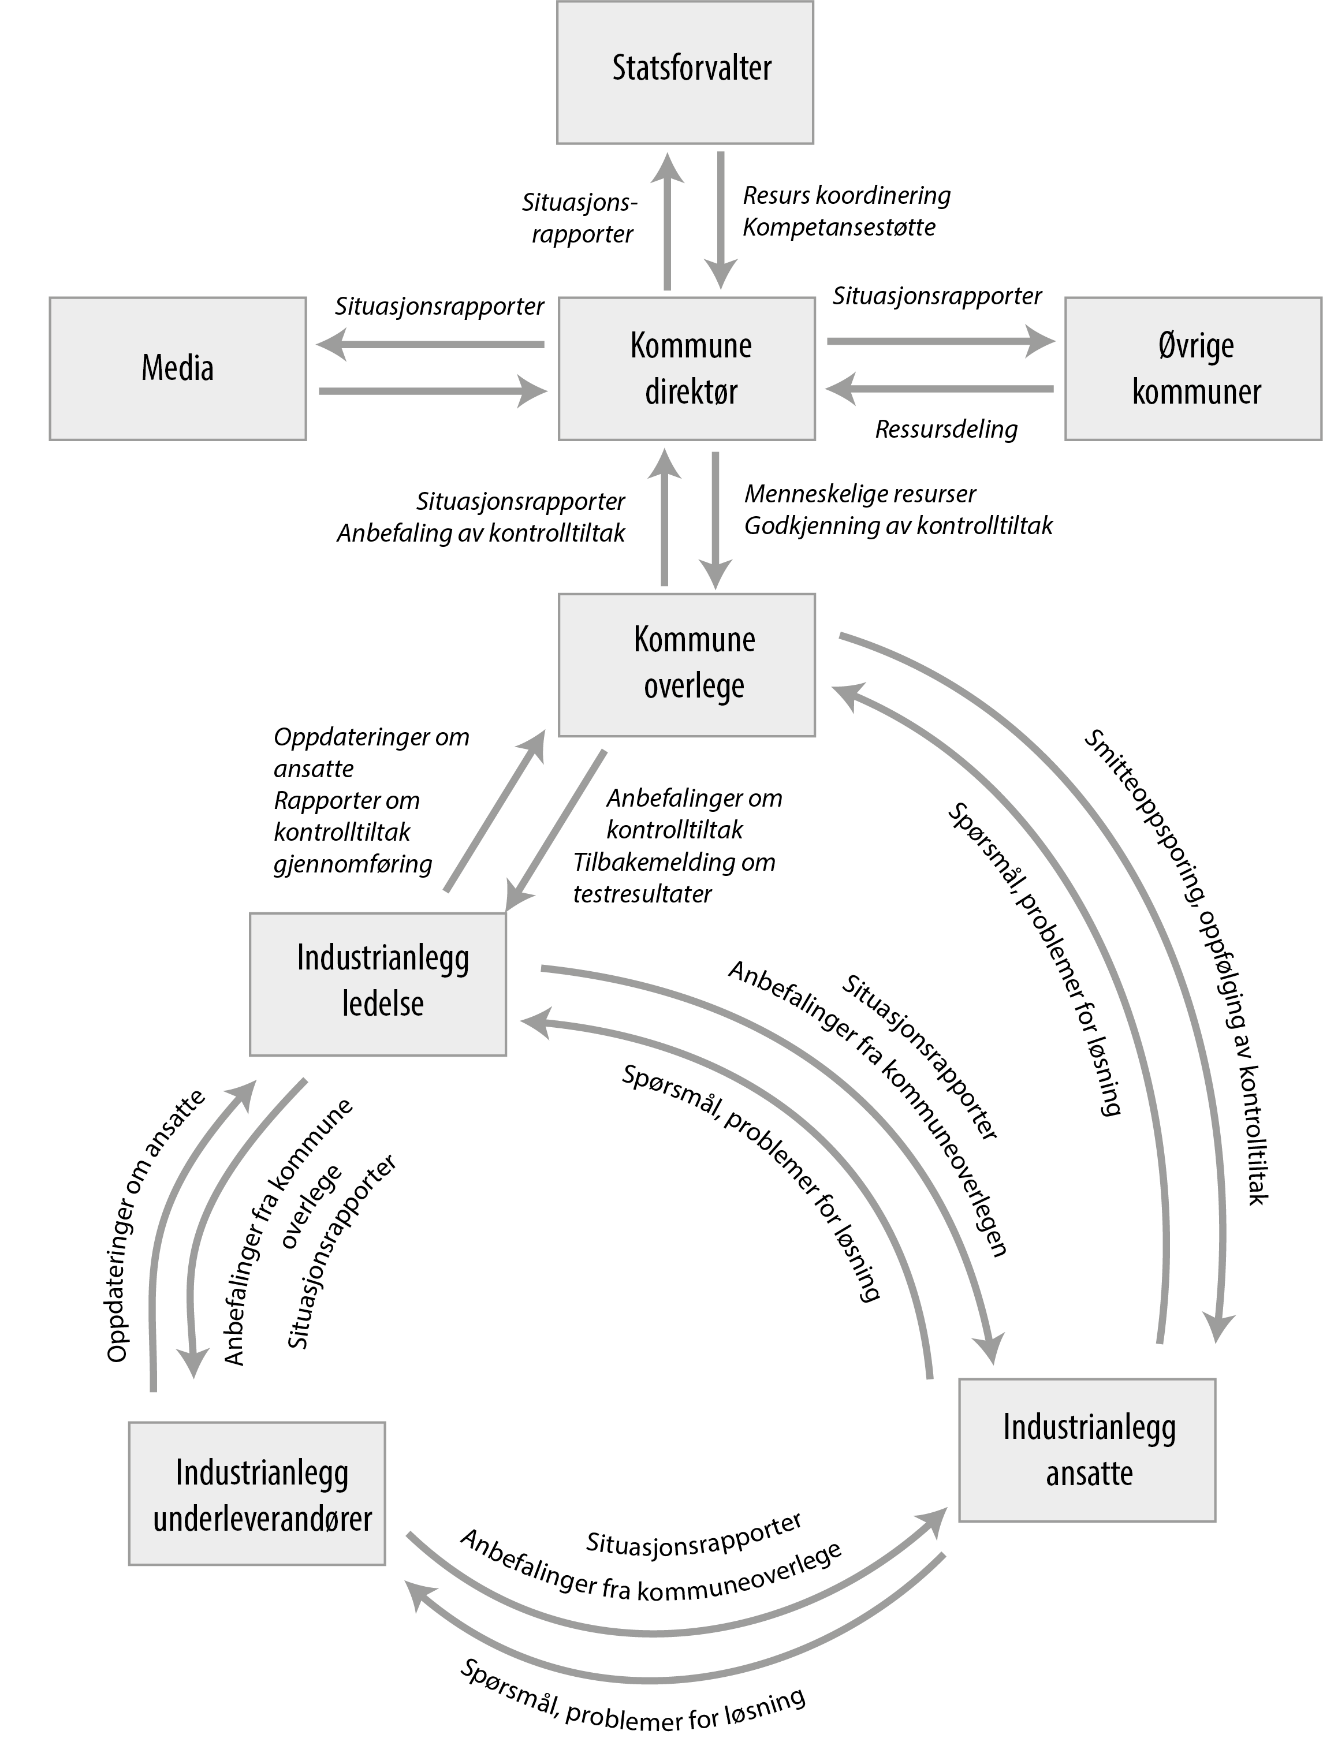 Statsforvalter
Situasjons-
rapporter
Resurs koordinering
Kompetansestøtte
Media
Situasjonsrapporter
Kommune
direktør
Situasjonsrapporter
Ressursdeling
Øvrige
kommuner
Situasjonsrapporter
Anbefaling av kontrolltiltak
Menneskelige resurser
Godkjenning av kontrolltiltak
Kommune
overlege
Oppdateringer om
ansatte
Rapporter om
kontrolltiltak
gjennomføring
Anbefalinger om
kontrolltiltak
Tilbakemelding om
testresultater
Smitteoppsporing, oppfølging av kontrolltiltak
Spørsmål, problemer for løsning
Industrianlegg
ledelse
Situasjonsrapporter
Anbefalinger fra kommuneoverlegen
Spørsmål, problemer for løsning
Oppdateringer om ansatte
Anbefalinger fra kommune
overlege
Situasjonsrapporter
Industrianlegg
underleverandører
Industrianlegg
ansatte
Situasjonsrapporter
Anbefalinger fra kommuneoverlege
Spørsmål, problemer for løsning